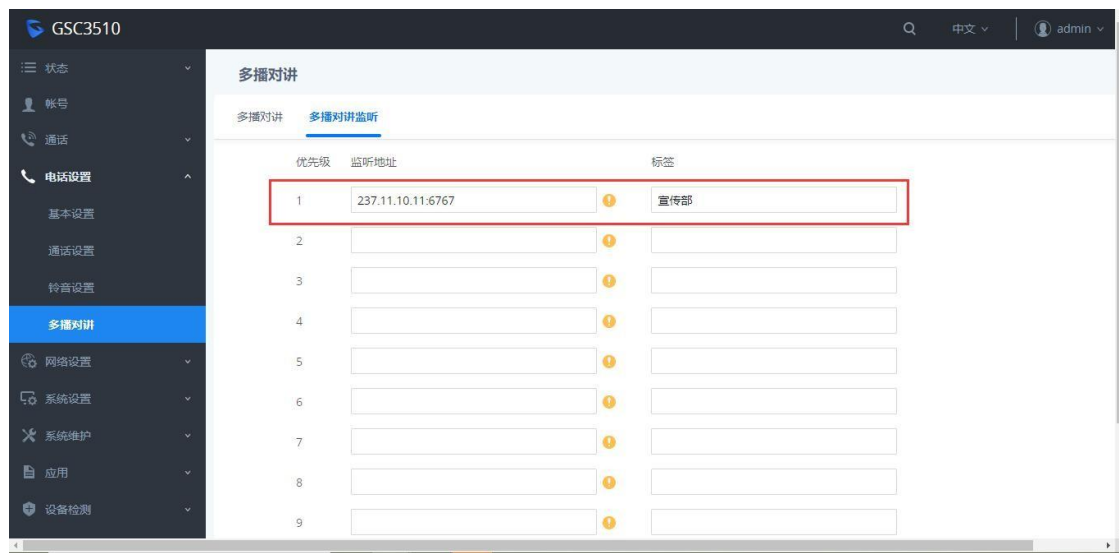 GSC3510
中文
admin
状态
帐号
通话
电话设置
基本设置
通话设置
铃音设置
多播对讲
网络设置
系统设置
系统维护
应用
设备检测
多播对讲
多播对讲 多播对讲监听
优先级 监听地址 标签
1 237.11.10.11:6767 宣传部
2
3
4
5
6
7
8
9